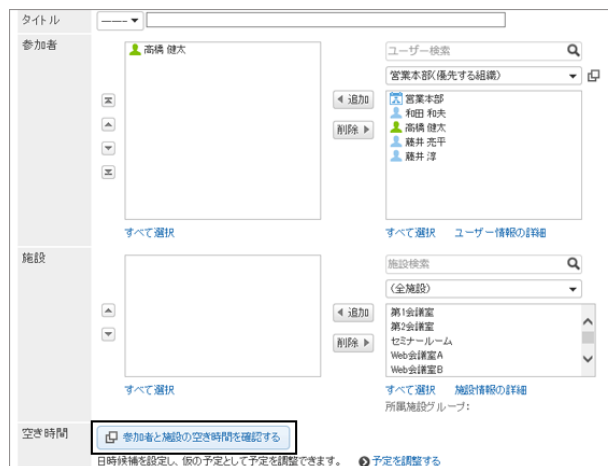 タイトル
-----
参加者
高橋 健太
ユーザー検索
営業本部(優先する組織)
追加
削除
営業本部
和田 和夫
高橋 健太
藤井 亮平
藤井 淳
すべて選択
すべて選択 ユーザー情報の詳細
施設
施設検索
(全施設)
追加
削除
第1会議室
第2会議室
セミナールーム
Web会議室A
Web会議室B
すべて選択
すべて選択 施設情報の詳細
所属施設グループ:
空き時間
参加者と施設の空き時間を確認する
日時候補を設定し、仮の予定として予定を調整できます。 予定を調整する